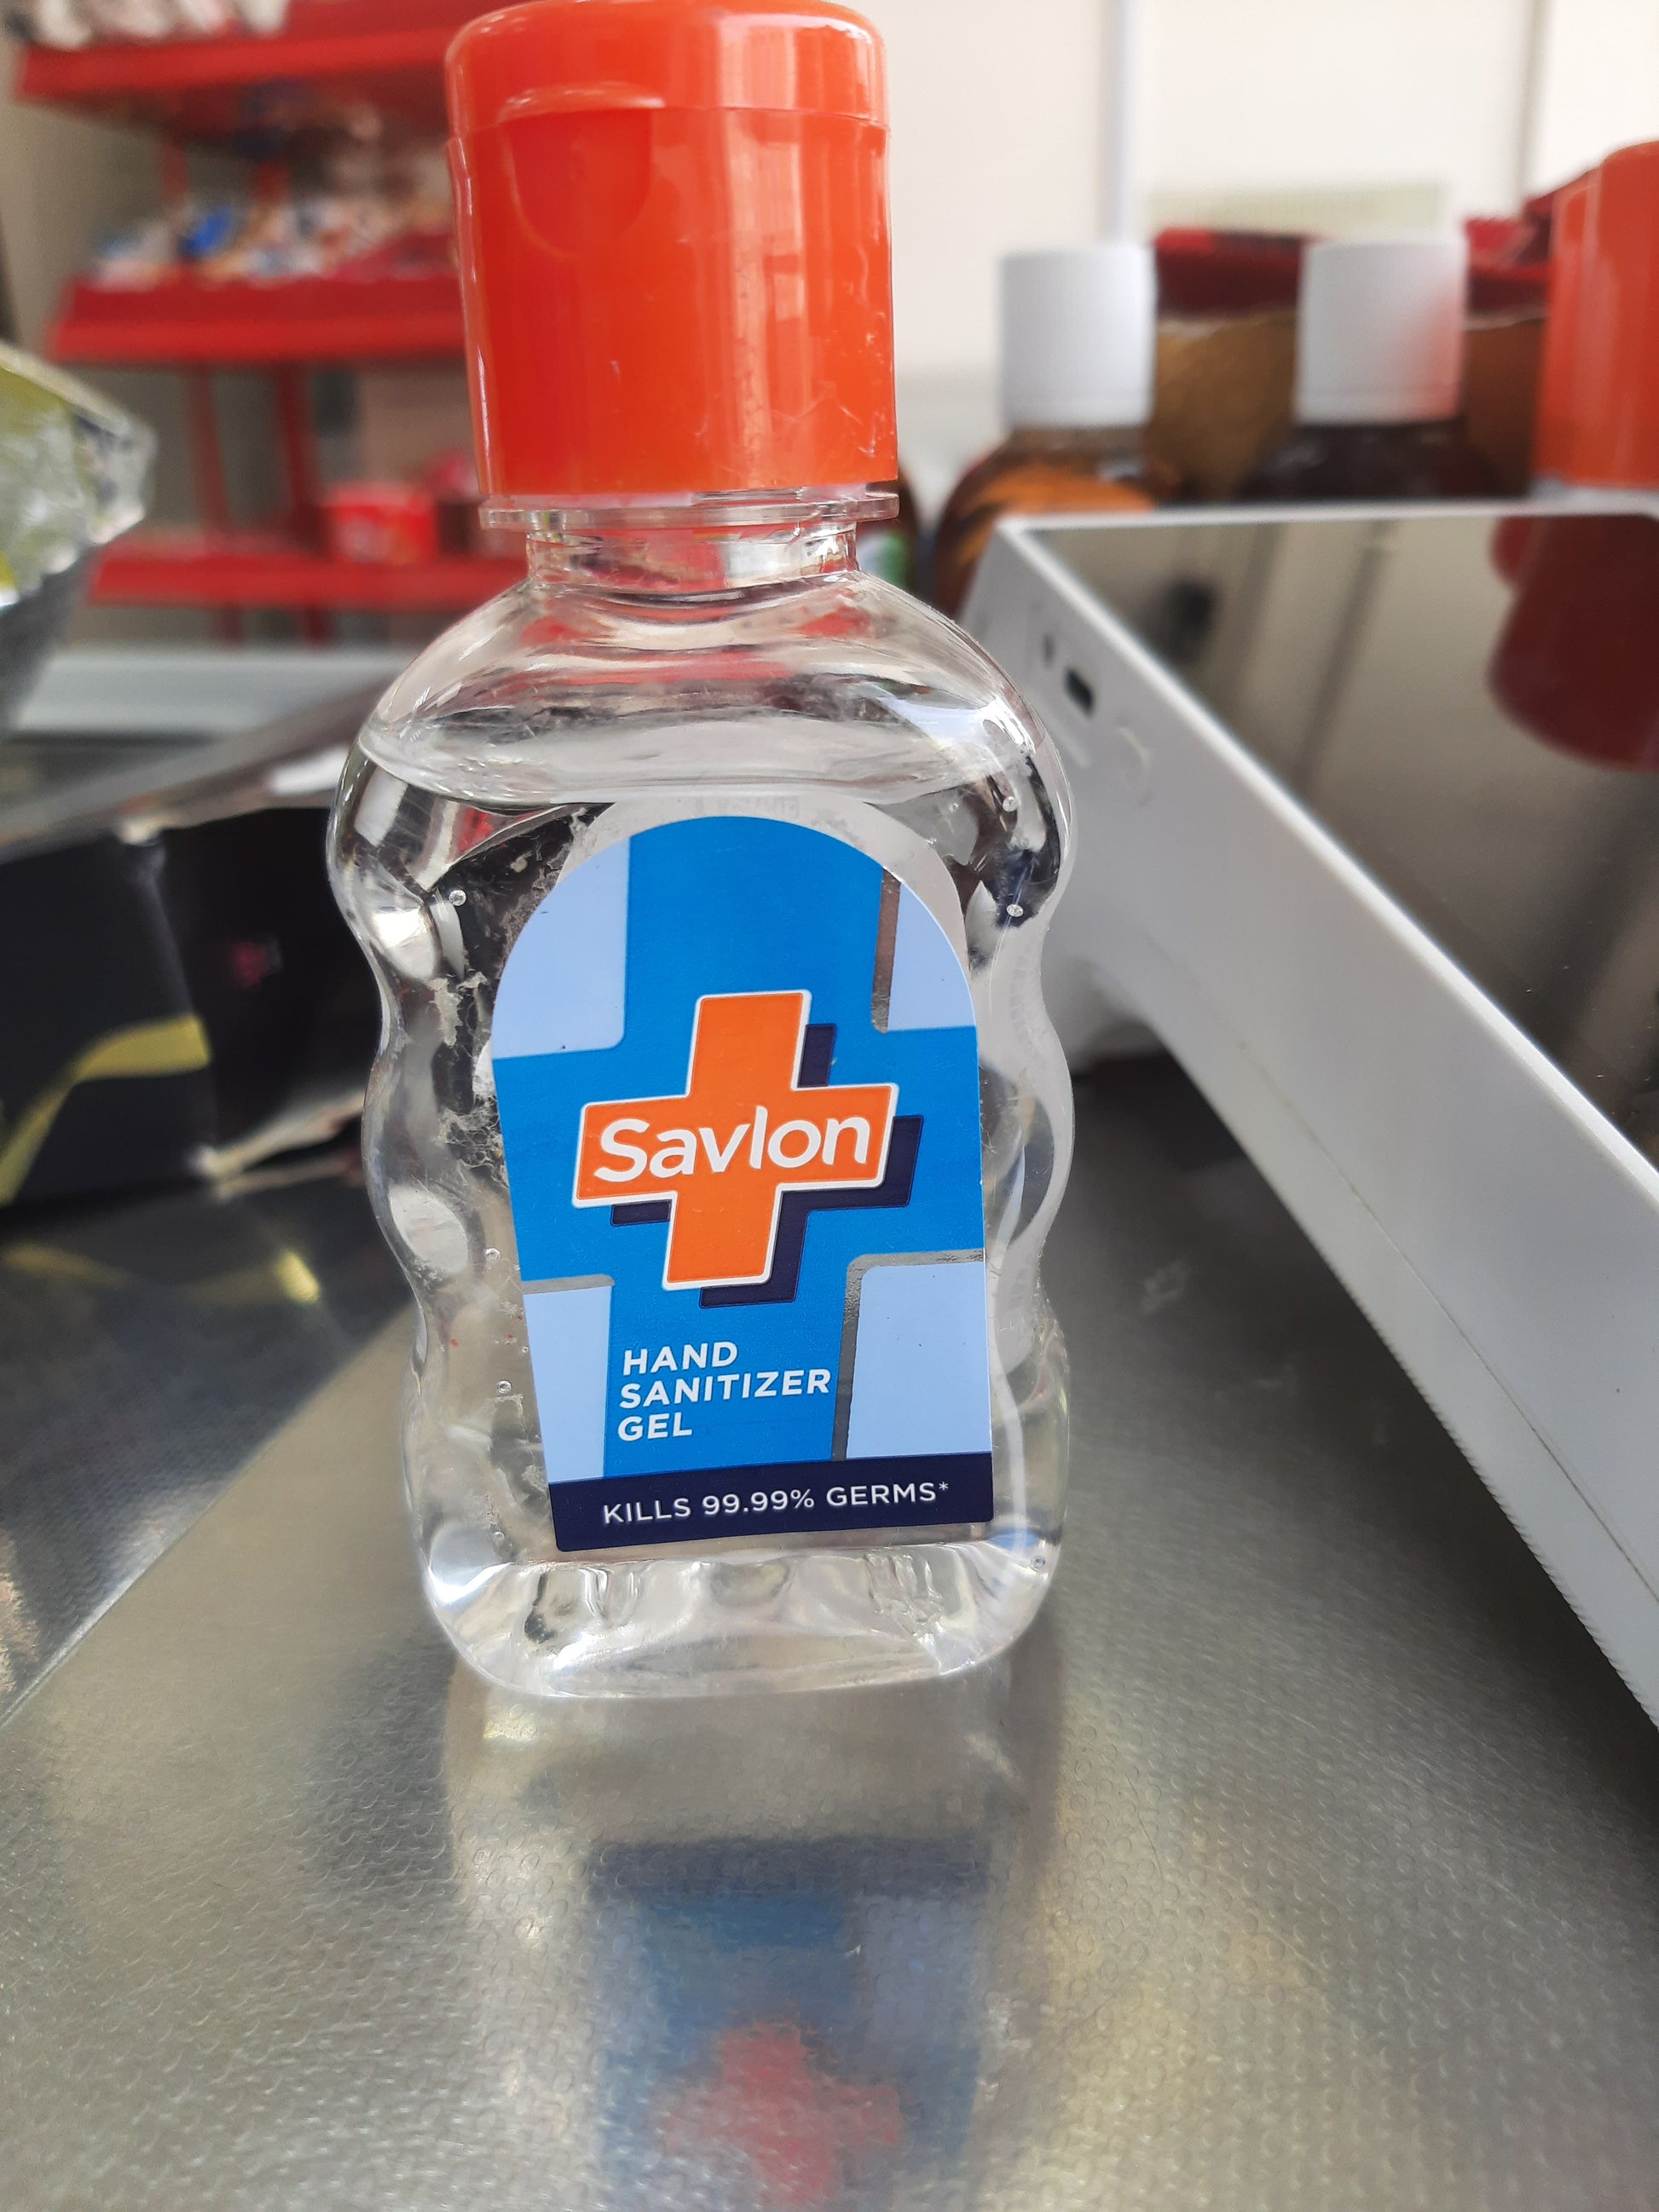 Savlon
HAND
SANITIZER
GEL
KILLS 99.99% GERMS*